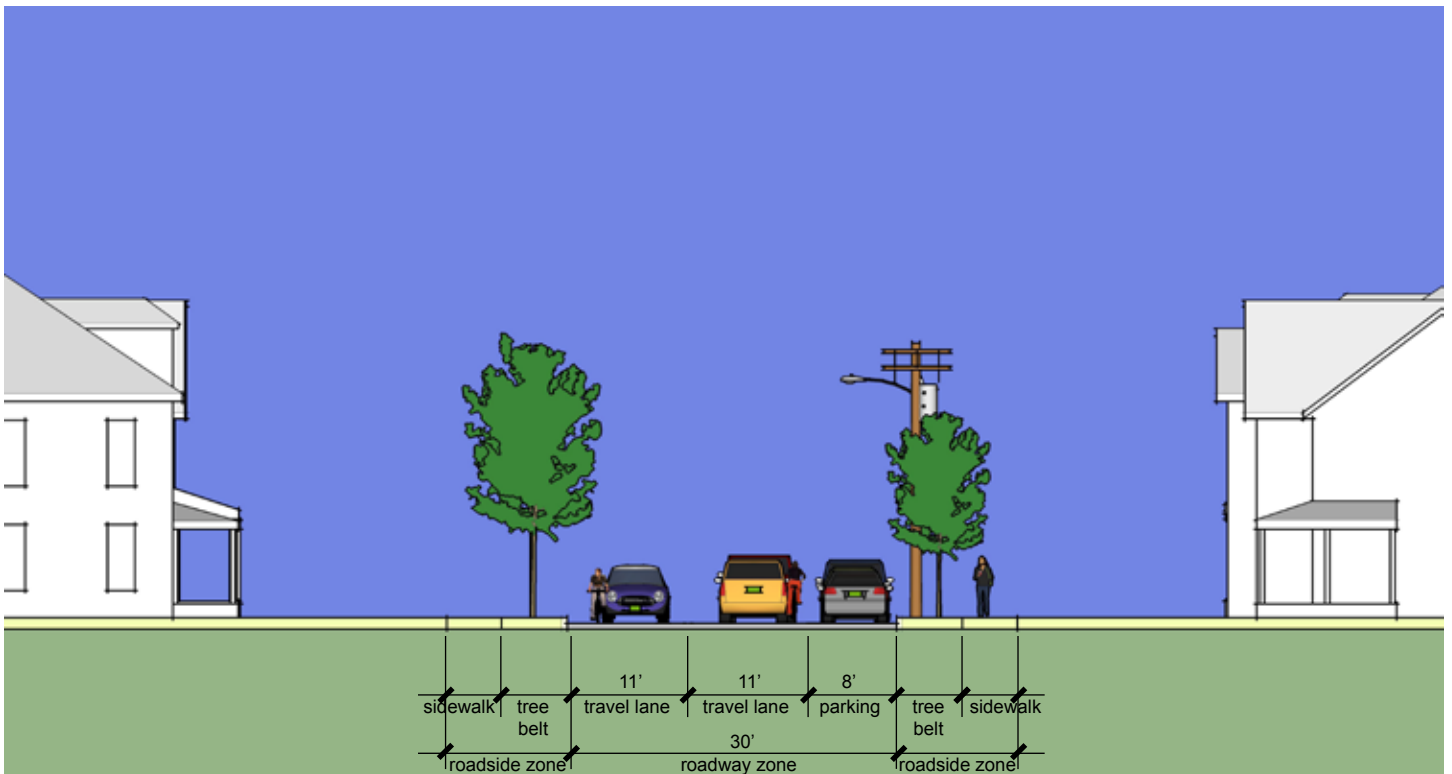 11’ 11’ 8’
sidewalk tree travel lane travel lane parking tree sidewalk
belt belt
30’
roadside zone roadway zone roadside zone